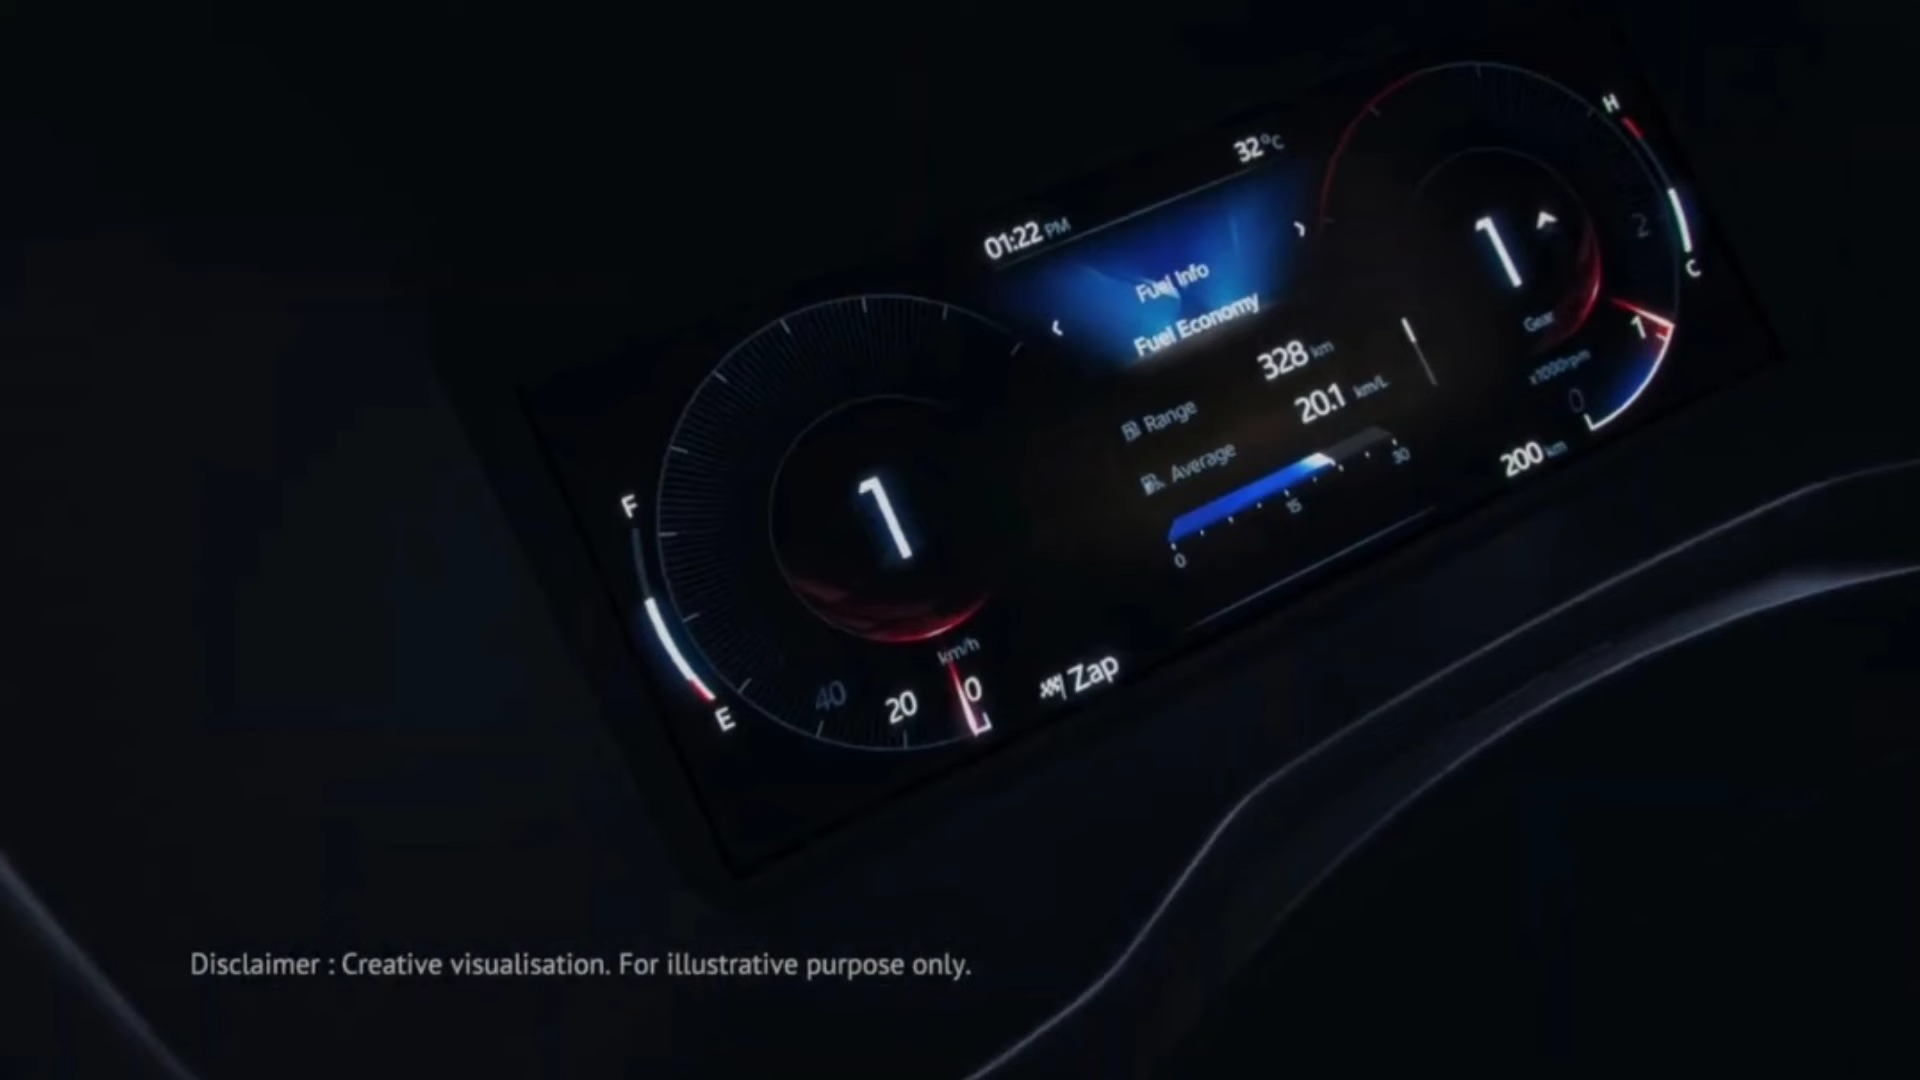 32°C
01:22 PM
Fuel Info
Fuel Economy
Range 328 km
Average 20.1 km/L
0 15 30
H
C
1
Gear
2
1
0
x1000rpm
200 km
F
E
1
km/h
40 20 0
Zap
Disclaimer : Creative visualisation. For illustrative purpose only.